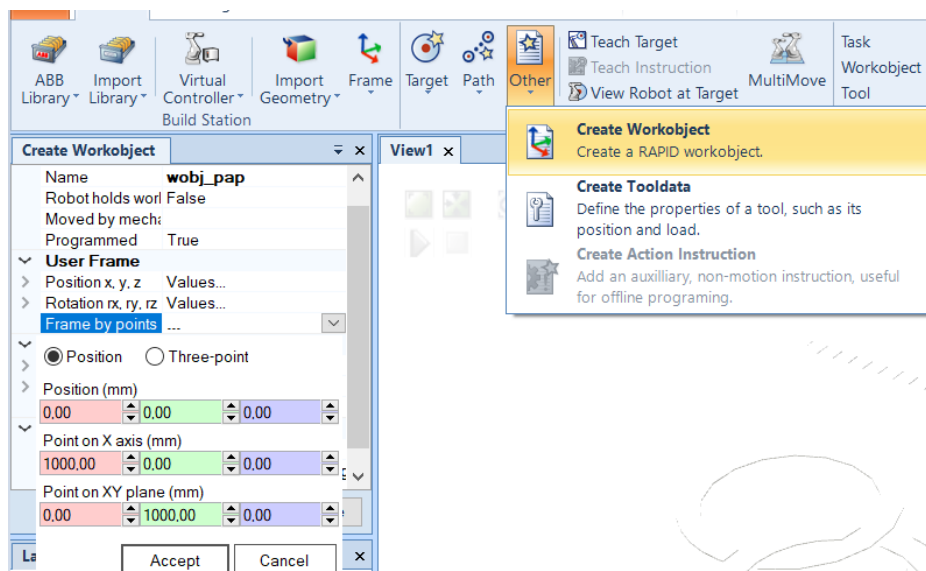 ABB Library
Import Library
Virtual Controller
Import Geometry
Frame
Build Station
Target
Path
Other
Teach Target
Teach Instruction
View Robot at Target
MultiMove
Task
Workobject
Tool
Create Workobject
Name wobj_pap
Robot holds worl False
Moved by mecha
Programmed True
User Frame
Position x, y, z Values...
Rotation rx, ry, rz Values...
Frame by points ...
Position Three-point
Position (mm)
0,00 0,00 0,00
Point on X axis (mm)
1000,00 0,00 0,00
Point on XY plane (mm)
0,00 1000,00 0,00
Accept Cancel
La
View1
Create Workobject
Create a RAPID workobject.
Create Tooldata
Define the properties of a tool, such as its
position and load.
Create Action Instruction
Add an auxilliary, non-motion instruction, useful
for offline programing.